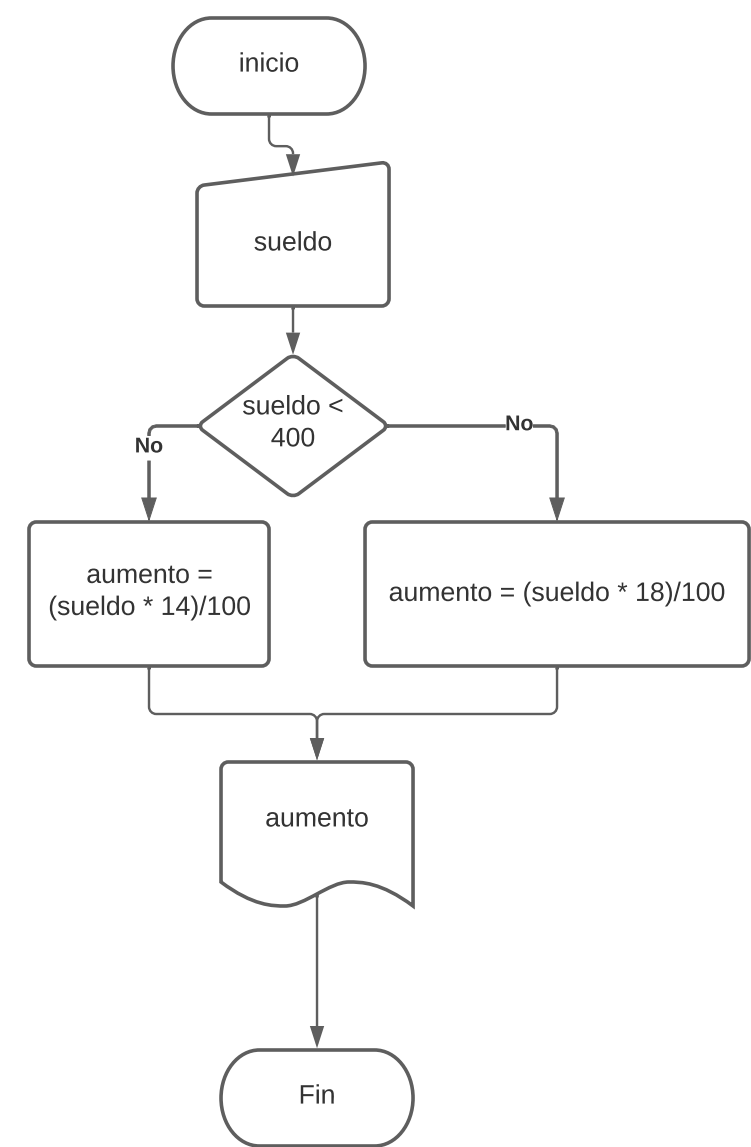 inicio
sueldo
sueldo <
400
No
No
aumento =
(sueldo * 14)/100
aumento = (sueldo * 18)/100
aumento
Fin